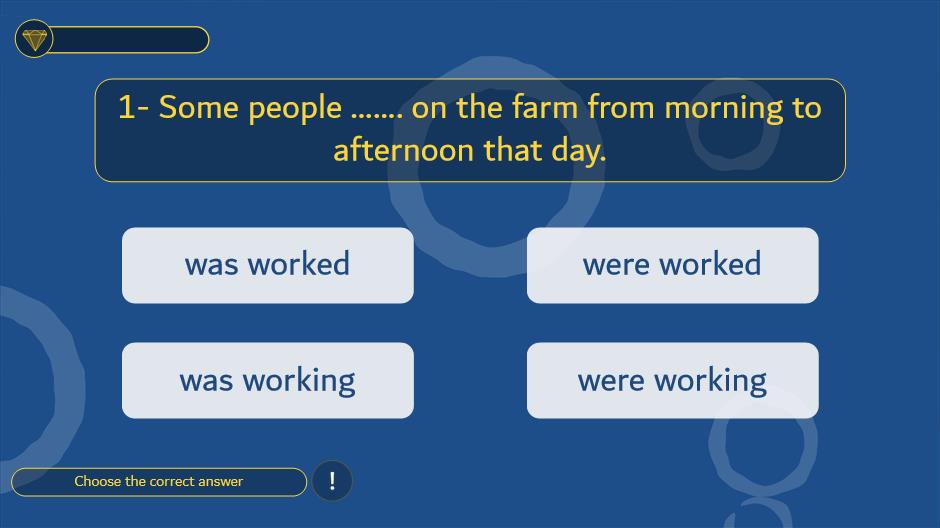 1- Some people ....... on the farm from morning to
afternoon that day.
was worked
were worked
was working
were working
Choose the correct answer
!